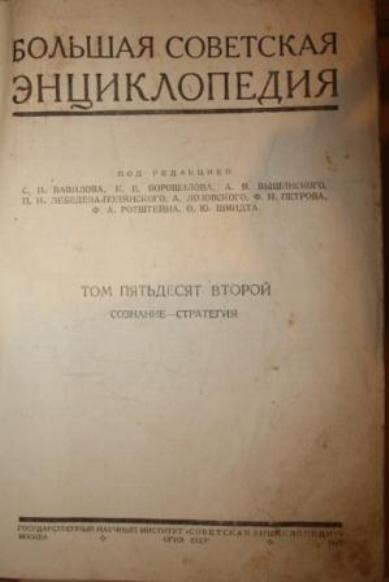 БОЛЬШАЯ СОВЕТСКАЯ
ЭНЦИКЛОПЕДИЯ
ПОД РЕДАКЦИЕЙ
С. И. ВАВИЛОВА, К. Е. ВОРОШИЛОВА, А. Я. ВЫШИНСКОГО,
П. И. ЛЕБЕДЕВА-ПОЛЯНСКОГО, А. ЛОЗОВСКОГО, Ф. Н. ПЕТРОВА,
Ф. А. РОТШТЕЙНА, О. Ю. ШМИДТА
ТОМ ПЯТЬДЕСЯТ ВТОРОЙ
СОЗНАНИЕ—СТРАТЕГИЯ
ГОСУДАРСТВЕННЫЙ НАУЧНЫЙ ИНСТИТУТ «СОВЕТСКАЯ ЭНЦИКЛОПЕДИЯ»
МОСКВА ОГИЗ СССР